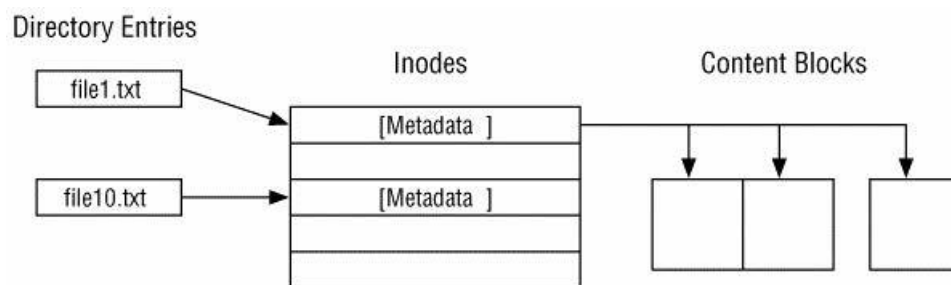 Directory Entries
Inodes
Content Blocks
file1.txt
[Metadata ]
file10.txt
[Metadata ]